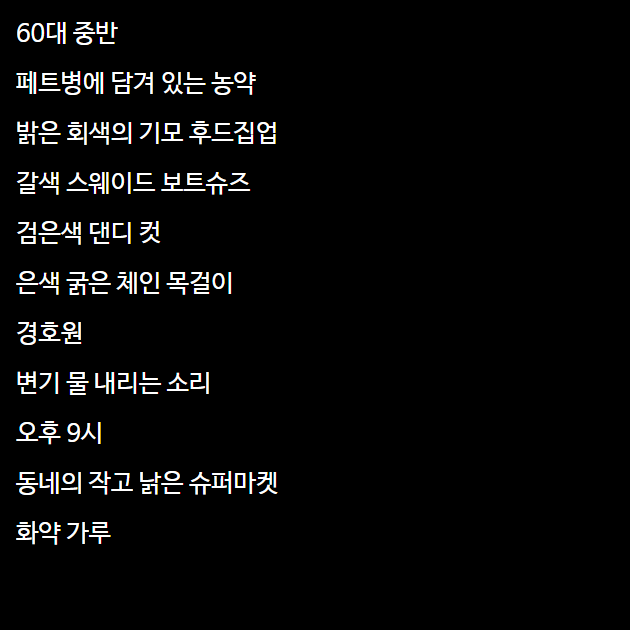 60대 중반
페트병에 담겨 있는 농약
밝은 회색의 기모 후드집업
갈색 스웨이드 보트슈즈
검은색 댄디 컷
은색 굵은 체인 목걸이
경호원
변기 물 내리는 소리
오후 9시
동네의 작고 낡은 슈퍼마켓
화약 가루